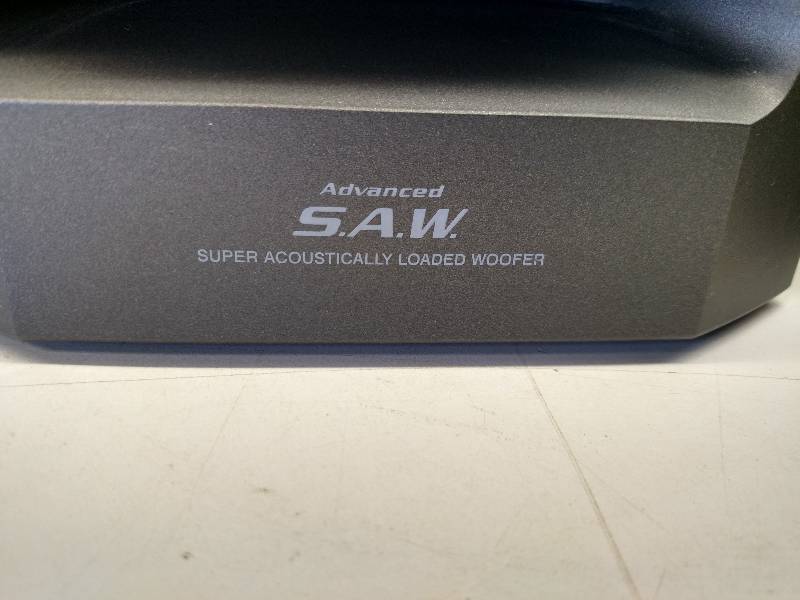 Advanced
S.A.W.
SUPER ACOUSTICALLY LOADED WOOFER